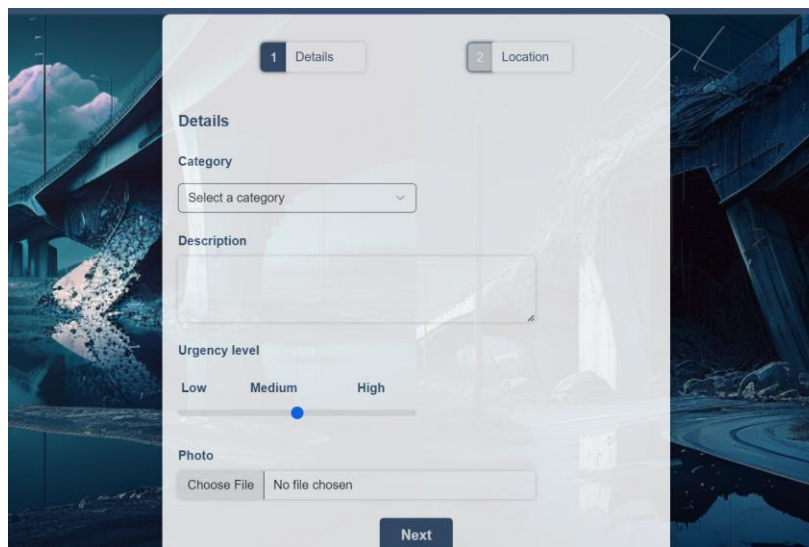 1 Details 2 Location
Details
Category
Select a category
Description
Urgency level
Low Medium High
Photo
Choose File No file chosen
Next